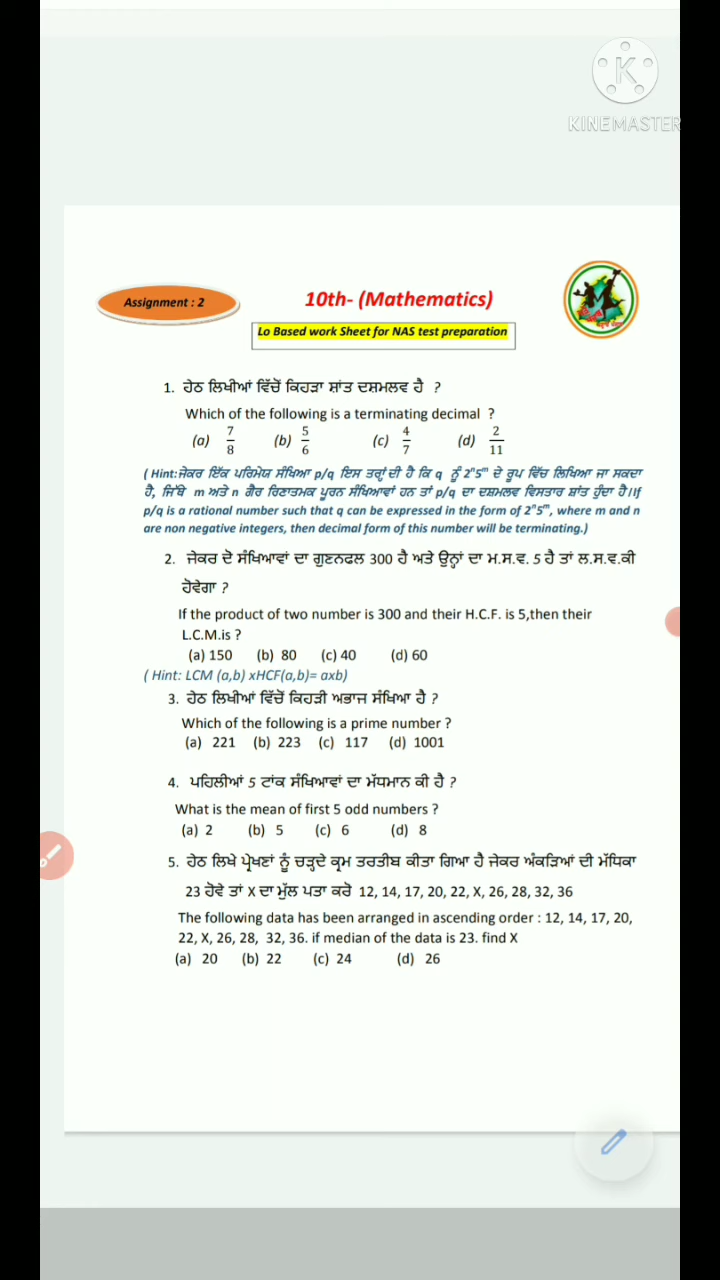 KINEMASTER
Assignment : 2
10th- (Mathematics)
Lo Based work Sheet for NAS test preparation
1. ਹੇਠ ਲਿਖੀਆਂ ਵਿੱਚੋਂ ਕਿਹੜਾ ਸ਼ਾਂਤ ਦਸ਼ਮਲਵ ਹੈ ?
Which of the following is a terminating decimal ?
(a) 7/8 (b) 5/6 (c) 4/7 (d) 2/11
( Hint:ਜੇਕਰ ਇੱਕ ਪਰਿਮੇਯ ਸੰਖਿਆ p/q ਇਸ ਤਰ੍ਹਾਂ ਦੀ ਹੈ ਕਿ q ਨੂੰ 2ⁿ5ᵐ ਦੇ ਰੂਪ ਵਿੱਚ ਲਿਖਿਆ ਜਾ ਸਕਦਾ
ਹੈ, ਜਿੱਥੇ m ਅਤੇ n ਗੈਰ ਰਿਣਾਤਮਕ ਪੂਰਨ ਸੰਖਿਆਵਾਂ ਹਨ ਤਾਂ p/q ਦਾ ਦਸ਼ਮਲਵ ਵਿਸਤਾਰ ਸ਼ਾਂਤ ਹੁੰਦਾ ਹੈ।If
p/q is a rational number such that q can be expressed in the form of 2ⁿ5ᵐ, where m and n
are non negative integers, then decimal form of this number will be terminating.)
2. ਜੇਕਰ ਦੋ ਸੰਖਿਆਵਾਂ ਦਾ ਗੁਣਨਫਲ 300 ਹੈ ਅਤੇ ਉਨ੍ਹਾਂ ਦਾ ਮ.ਸ.ਵ. 5 ਹੈ ਤਾਂ ਲ.ਸ.ਵ.ਕੀ
ਹੋਵੇਗਾ ?
If the product of two number is 300 and their H.C.F. is 5,then their
L.C.M.is ?
(a) 150 (b) 80 (c) 40 (d) 60
( Hint: LCM (a,b) xHCF(a,b)= axb)
3. ਹੇਠ ਲਿਖੀਆਂ ਵਿੱਚੋਂ ਕਿਹੜੀ ਅਭਾਜ ਸੰਖਿਆ ਹੈ ?
Which of the following is a prime number ?
(a) 221 (b) 223 (c) 117 (d) 1001
4. ਪਹਿਲੀਆਂ 5 ਟਾਂਕ ਸੰਖਿਆਵਾਂ ਦਾ ਮੱਧਮਾਨ ਕੀ ਹੈ ?
What is the mean of first 5 odd numbers ?
(a) 2 (b) 5 (c) 6 (d) 8
5. ਹੇਠ ਲਿਖੇ ਪ੍ਰੇਖਣਾਂ ਨੂੰ ਚੜ੍ਹਦੇ ਕ੍ਰਮ ਤਰਤੀਬ ਕੀਤਾ ਗਿਆ ਹੈ ਜੇਕਰ ਅੰਕੜਿਆਂ ਦੀ ਮੱਧਿਕਾ
23 ਹੋਵੇ ਤਾਂ X ਦਾ ਮੁੱਲ ਪਤਾ ਕਰੋ 12, 14, 17, 20, 22, X, 26, 28, 32, 36
The following data has been arranged in ascending order : 12, 14, 17, 20,
22, X, 26, 28, 32, 36. if median of the data is 23. find X
(a) 20 (b) 22 (c) 24 (d) 26